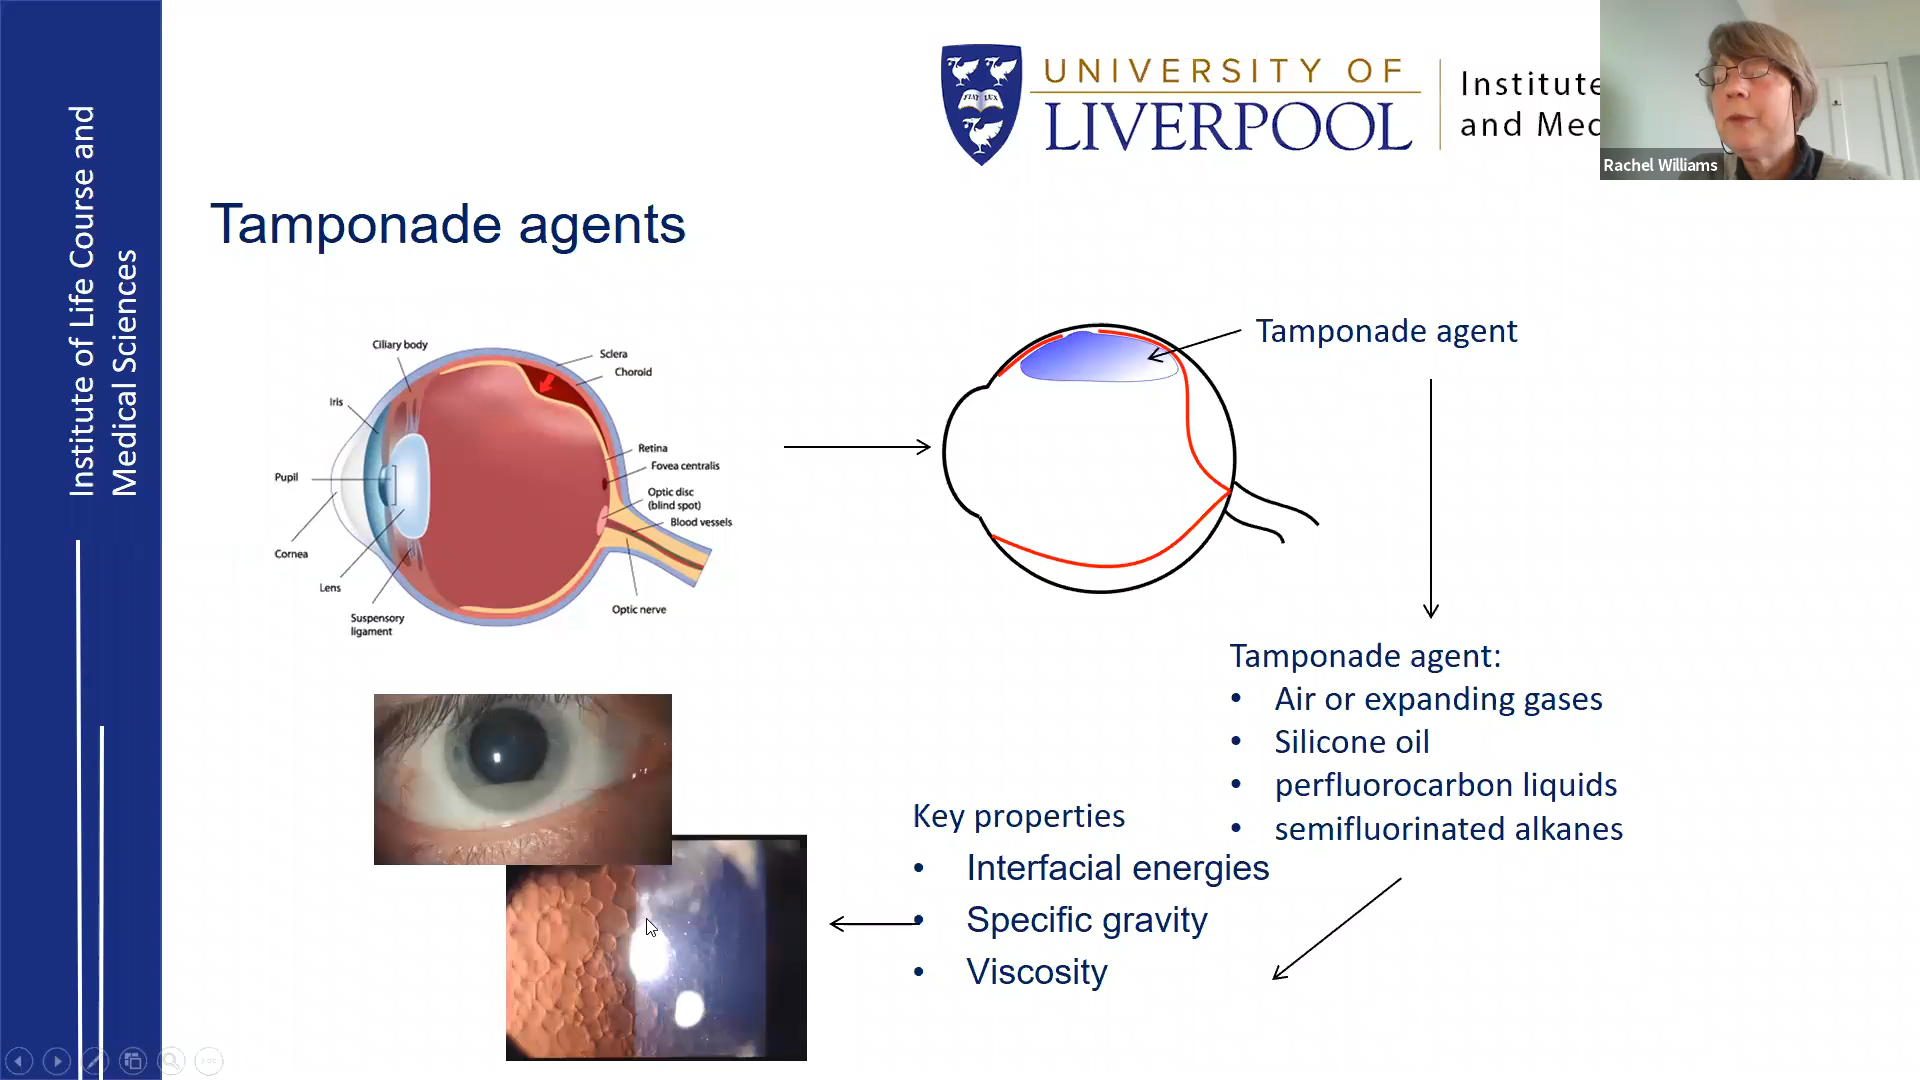 Institute of Life Course and
Medical Sciences
FIAT LUX
UNIVERSITY OF
LIVERPOOL
Institute
and Med
Rachel Williams
Tamponade agents
Ciliary body
Sclera
Choroid
Iris
Retina
Fovea centralis
Pupil
Optic disc
(blind spot)
Blood vessels
Cornea
Lens
Optic nerve
Suspensory
ligament
Tamponade agent
Tamponade agent:
• Air or expanding gases
• Silicone oil
• perfluorocarbon liquids
• semifluorinated alkanes
Key properties
• Interfacial energies
• Specific gravity
• Viscosity